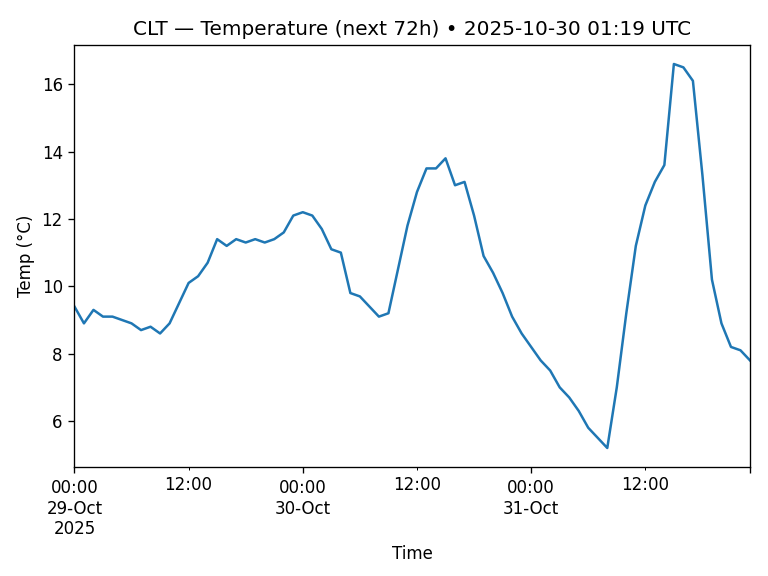 CLT — Temperature (next 72h) • 2025-10-30 01:19 UTC
Temp (°C)
16
14
12
10
8
6
00:00 12:00 00:00 12:00 00:00 12:00
29-Oct 30-Oct 31-Oct
2025
Time